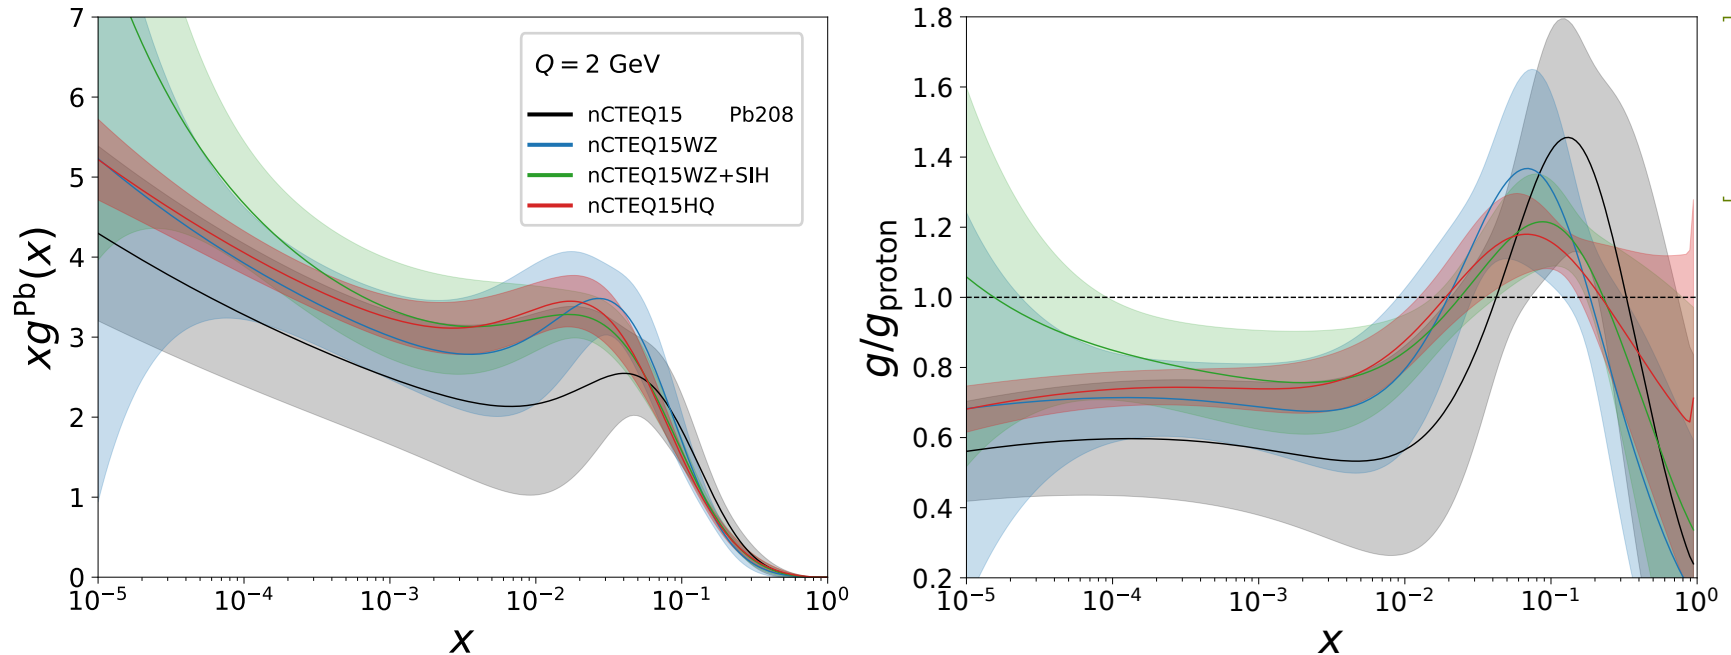 7
6
5
4
3
2
1
0
xg^Pb(x)
Q = 2 GeV
nCTEQ15 Pb208
nCTEQ15WZ
nCTEQ15WZ+SIH
nCTEQ15HQ
10^−5 10^−4 10^−3 10^−2 10^−1 10^0
x
1.8
1.6
1.4
1.2
1.0
0.8
0.6
0.4
0.2
g/g_proton
10^−5 10^−4 10^−3 10^−2 10^−1 10^0
x